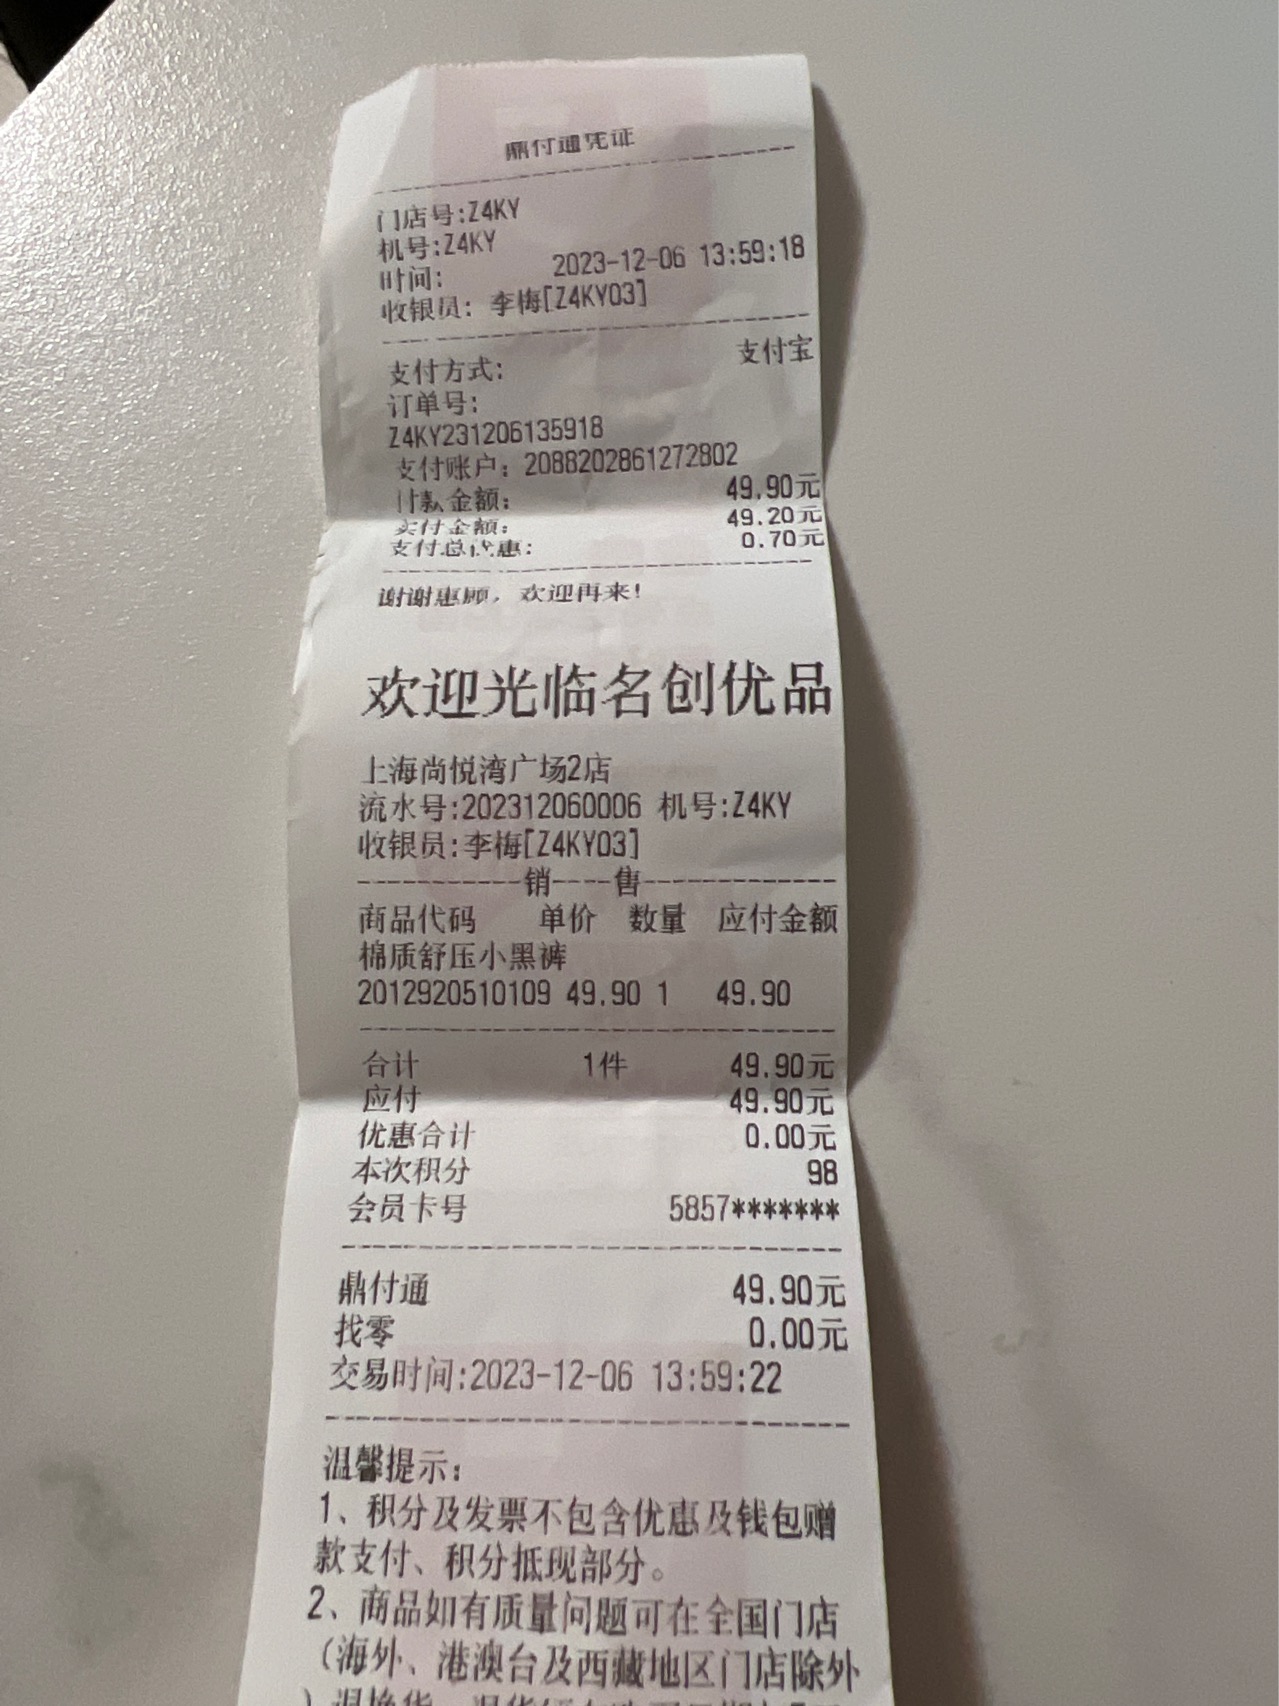 鼎付通凭证
门店号:Z4KY
机号:Z4KY
时间: 2023-12-06 13:59:18
收银员: 李梅[Z4KY03]
支付方式: 支付宝
订单号:
Z4KY231206135918
支付账户: 2088202861272802
付款金额: 49.90元
实付金额: 49.20元
支付总优惠: 0.70元
谢谢惠顾，欢迎再来!
欢迎光临名创优品
上海尚悦湾广场2店
流水号:202312060006 机号:Z4KY
收银员:李梅[Z4KY03]
-----------销----售-------------
商品代码 单价 数量 应付金额
棉质舒压小黑裤
2012920510109 49.90 1 49.90
合计 1件 49.90元
应付 49.90元
优惠合计 0.00元
本次积分 98
会员卡号 5857*******
鼎付通 49.90元
找零 0.00元
交易时间:2023-12-06 13:59:22
温馨提示:
1、积分及发票不包含优惠及钱包赠
款支付、积分抵现部分。
2、商品如有质量问题可在全国门店
(海外、港澳台及西藏地区门店除外